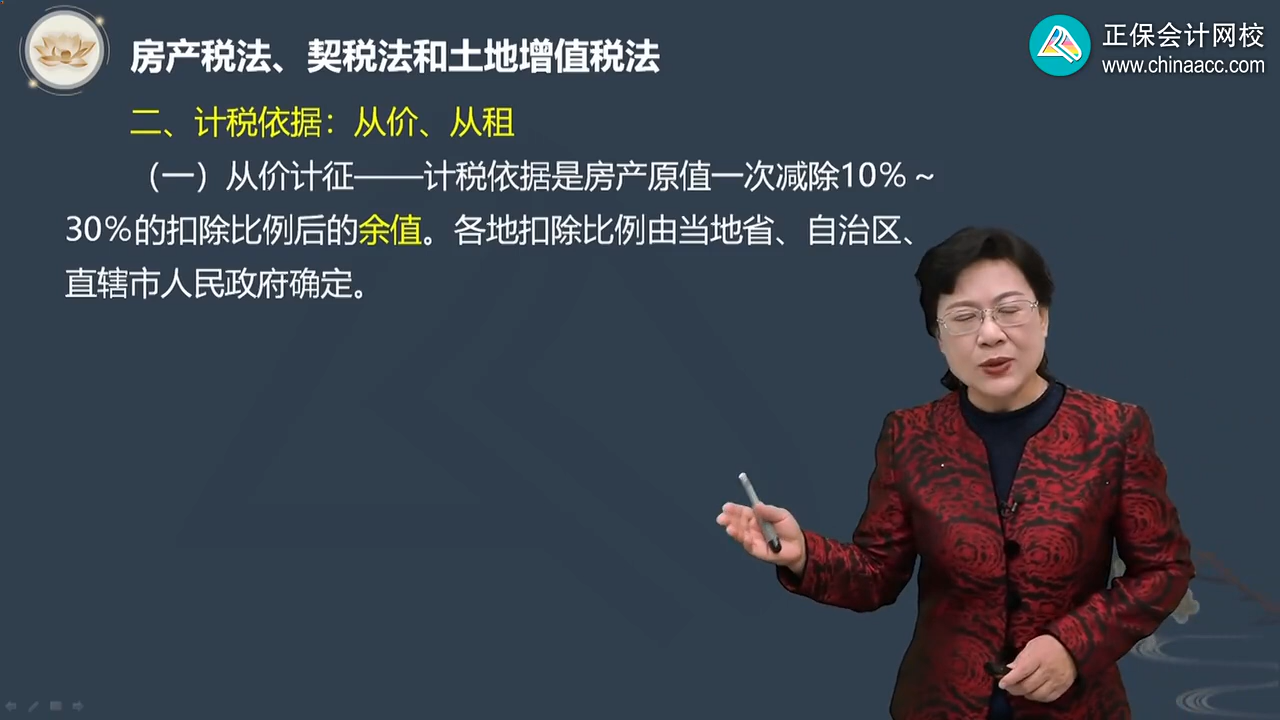 房产税法、契税法和土地增值税法
正保会计网校
www.chinaacc.com
二、计税依据：从价、从租
（一）从价计征——计税依据是房产原值一次减除10%～
30%的扣除比例后的余值。各地扣除比例由当地省、自治区、
直辖市人民政府确定。